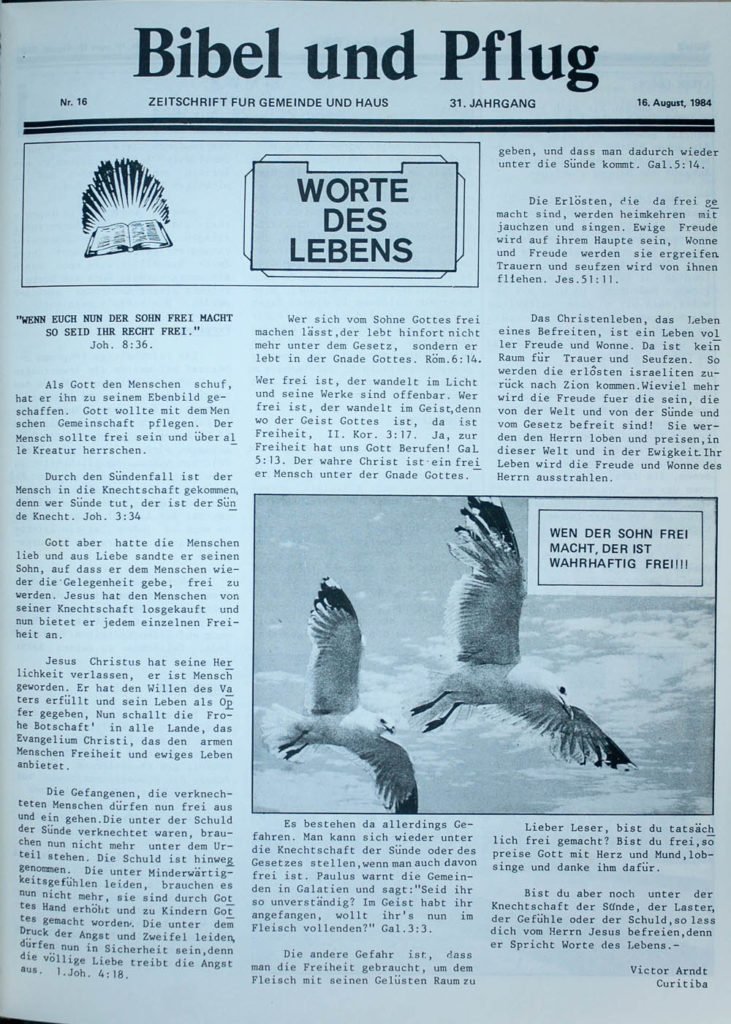 Bibel und Pflug
Nr. 16 ZEITSCHRIFT FUR GEMEINDE UND HAUS 31. JAHRGANG 16. August, 1984
WORTE
DES
LEBENS
"WENN EUCH NUN DER SOHN FREI MACHT
SO SEID IHR RECHT FREI."
Joh. 8:36.
Als Gott den Menschen schuf,
hat er ihn zu seinem Ebenbild ge-
schaffen. Gott wollte mit dem Men
schen Gemeinschaft pflegen. Der
Mensch sollte frei sein und über al
le Kreatur herrschen.
Durch den Sündenfall ist der
Mensch in die Knechtschaft gekommen,
denn wer Sünde tut, der ist der Sün
de Knecht. Joh. 3:34
Gott aber hatte die Menschen
lieb und aus Liebe sandte er seinen
Sohn, auf dass er dem Menschen wie-
der die Gelegenheit gebe, frei zu
werden. Jesus hat den Menschen von
seiner Knechtschaft losgekauft und
nun bietet er jedem einzelnen Frei-
heit an.
Jesus Christus hat seine Her
lichkeit verlassen, er ist Mensch
geworden. Er hat den Willen des Va
ters erfüllt und sein Leben als Op
fer gegeben, Nun schallt die Fro-
he Botschaft' in alle Lande, das
Evangelium Christi, das den armen
Menschen Freiheit und ewiges Leben
anbietet.
Die Gefangenen, die verknech-
teten Menschen dürfen nun frei aus
und ein gehen.Die unter der Schuld
der Sünde verknechtet waren, brau-
chen nun nicht mehr unter dem Ur-
teil stehen. Die Schuld ist hinweg
genommen. Die unter Minderwärtig-
keitsgefühlen leiden, brauchen es
nun nicht mehr, sie sind durch Got
tes Hand erhöht und zu Kindern Got
tes gemacht worden. Die unter dem
Druck der Angst und Zweifel leiden,
dürfen nun in Sicherheit sein,denn
die völlige Liebe treibt die Angst
aus. 1.Joh. 4:18.
Wer sich vom Sohne Gottes frei
machen lässt,der lebt hinfort nicht
mehr unter dem Gesetz, sondern er
lebt in der Gnade Gottes. Röm.6:14.
Wer frei ist, der wandelt im Licht
und seine Werke sind offenbar. Wer
frei ist, der wandelt im Geist,denn
wo der Geist Gottes ist, da ist
Freiheit, II. Kor. 3:17. Ja, zur
Freiheit hat uns Gott Berufen! Gal
5:13. Der wahre Christ ist ein frei
er Mensch unter der Gnade Gottes.
WEN DER SOHN FREI
MACHT, DER IST
WAHRHAFTIG FREI!!!
Es bestehen da allerdings Ge-
fahren. Man kann sich wieder unter
die Knechtschaft der Sünde oder des
Gesetzes stellen,wenn man auch davon
frei ist. Paulus warnt die Gemein-
den in Galatien und sagt:"Seid ihr
so unverständig? Im Geist habt ihr
angefangen, wollt ihr's nun im
Fleisch vollenden?" Gal.3:3.
Die andere Gefahr ist, dass
man die Freiheit gebraucht, um dem
Fleisch mit seinen Gelüsten Raum zu
geben, und dass man dadurch wieder
unter die Sünde kommt. Gal.5:14.
Die Erlösten, die da frei ge
macht sind, werden heimkehren mit
jauchzen und singen. Ewige Freude
wird auf ihrem Haupte sein, Wonne
und Freude werden sie ergreifen
Trauern und seufzen wird von ihnen
fliehen. Jes.51:11.
Das Christenleben, das Leben
eines Befreiten, ist ein Leben vol
ler Freude und Wonne. Da ist kein
Raum für Trauer und Seufzen. So
werden die erlösten israeliten zu-
rück nach Zion kommen.Wieviel mehr
wird die Freude fuer die sein, die
von der Welt und von der Sünde und
vom Gesetz befreit sind! Sie wer-
den den Herrn loben und preisen,in
dieser Welt und in der Ewigkeit.Ihr
Leben wird die Freude und Wonne des
Herrn ausstrahlen.
Lieber Leser, bist du tatsäch
lich frei gemacht? Bist du frei,so
preise Gott mit Herz und Mund,lob-
singe und danke ihm dafür.
Bist du aber noch unter der
Knechtschaft der Sünde, der Laster,
der Gefühle oder der Schuld,so lass
dich vom Herrn Jesus befreien,denn
er Spricht Worte des Lebens.-
Victor Arndt
Curitiba